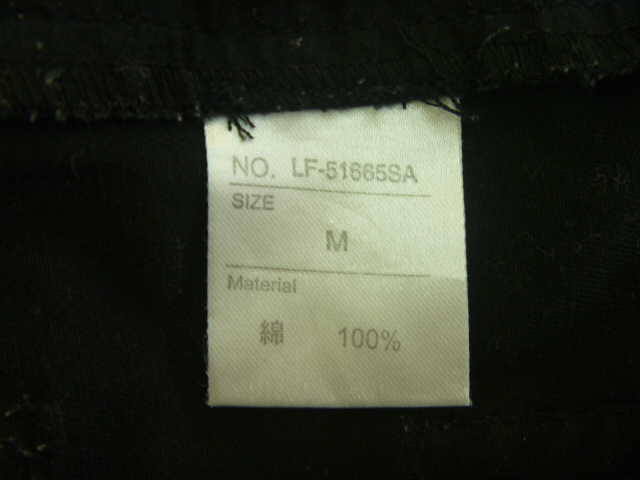 NO. LF-51665SA
SIZE
M
Material
綿 100%